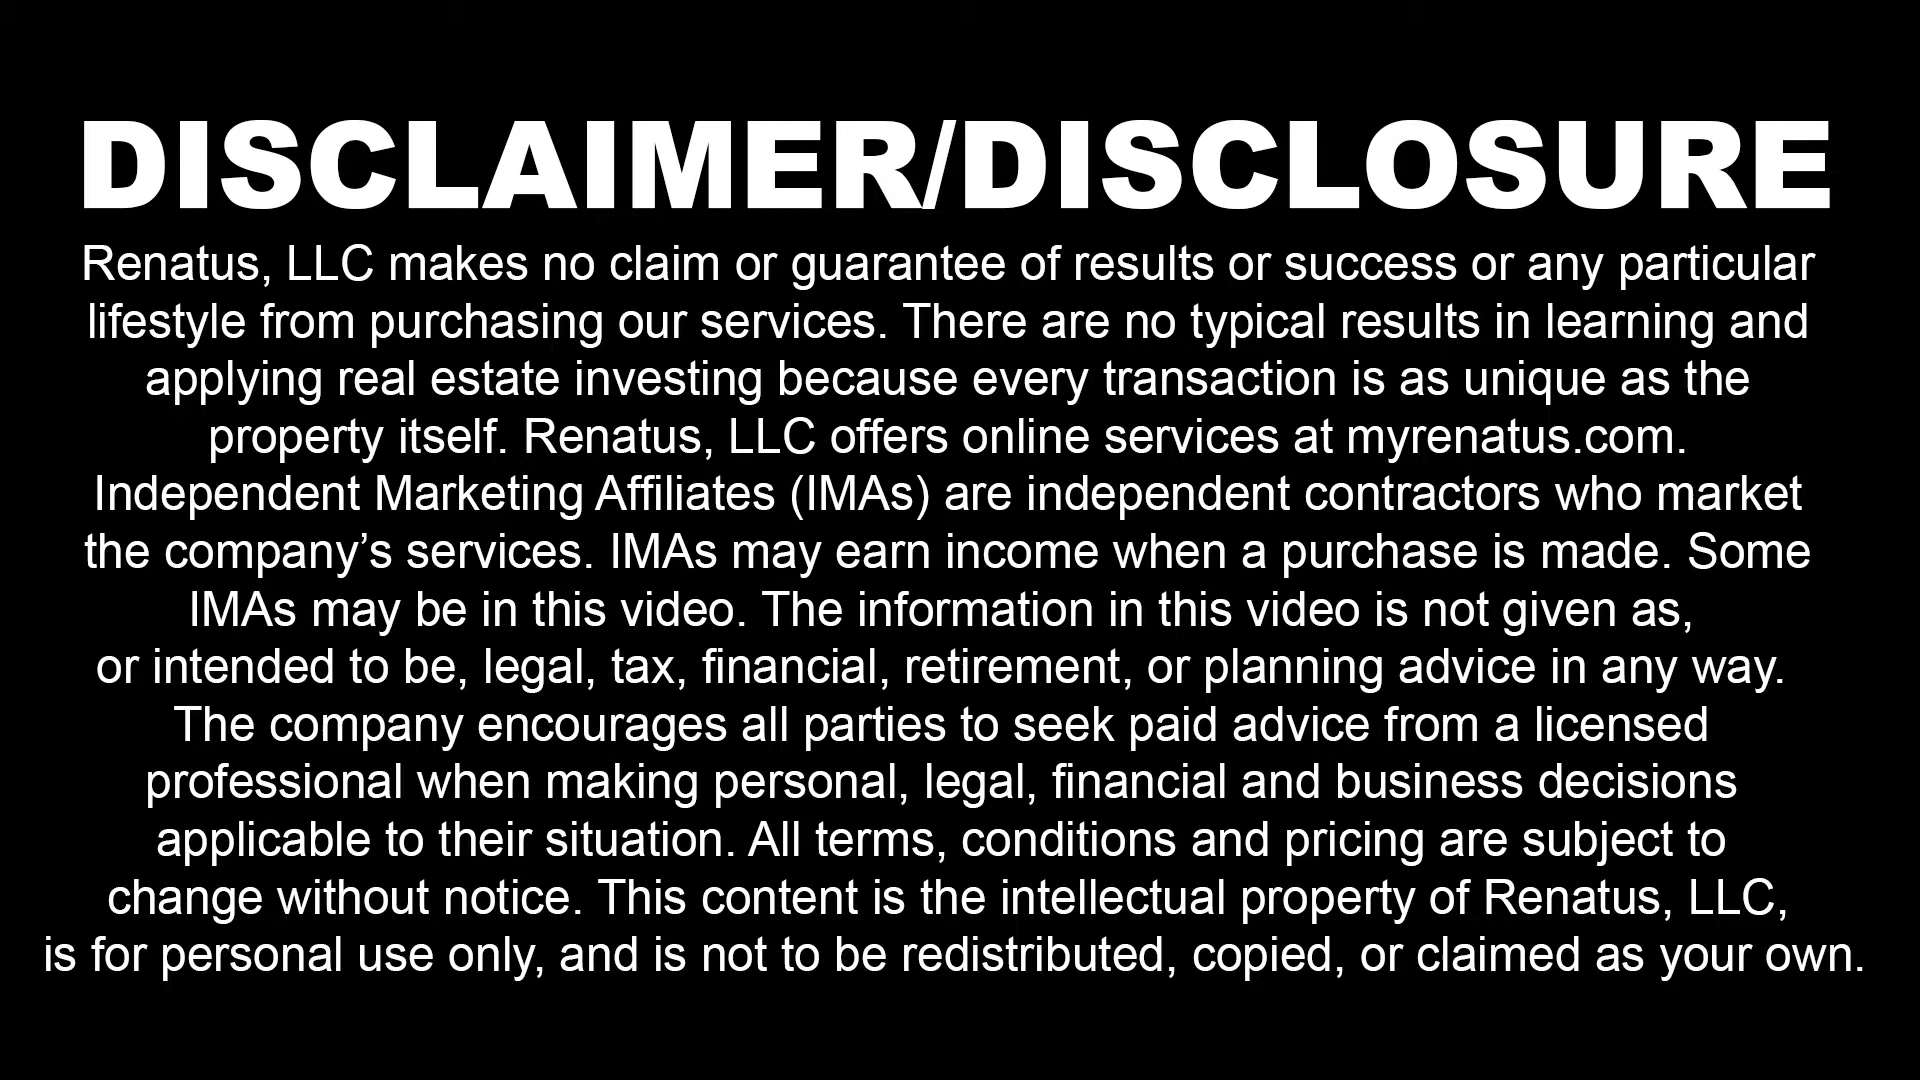 DISCLAIMER/DISCLOSURE
Renatus, LLC makes no claim or guarantee of results or success or any particular
lifestyle from purchasing our services. There are no typical results in learning and
applying real estate investing because every transaction is as unique as the
property itself. Renatus, LLC offers online services at myrenatus.com.
Independent Marketing Affiliates (IMAs) are independent contractors who market
the company’s services. IMAs may earn income when a purchase is made. Some
IMAs may be in this video. The information in this video is not given as,
or intended to be, legal, tax, financial, retirement, or planning advice in any way.
The company encourages all parties to seek paid advice from a licensed
professional when making personal, legal, financial and business decisions
applicable to their situation. All terms, conditions and pricing are subject to
change without notice. This content is the intellectual property of Renatus, LLC,
is for personal use only, and is not to be redistributed, copied, or claimed as your own.